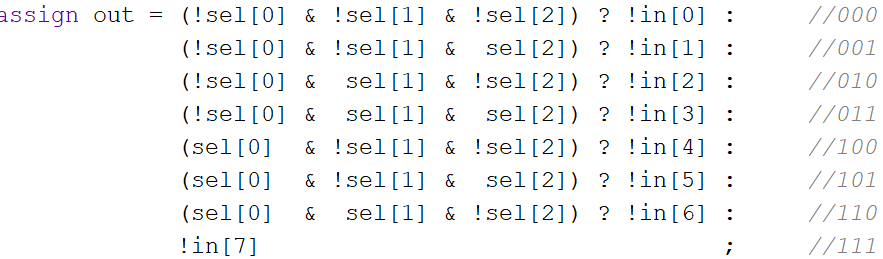 assign out = (!sel[0] & !sel[1] & !sel[2]) ? !in[0] : //000
(!sel[0] & !sel[1] & sel[2]) ? !in[1] : //001
(!sel[0] & sel[1] & !sel[2]) ? !in[2] : //010
(!sel[0] & sel[1] & sel[2]) ? !in[3] : //011
(sel[0] & !sel[1] & !sel[2]) ? !in[4] : //100
(sel[0] & !sel[1] & sel[2]) ? !in[5] : //101
(sel[0] & sel[1] & !sel[2]) ? !in[6] : //110
!in[7] ; //111